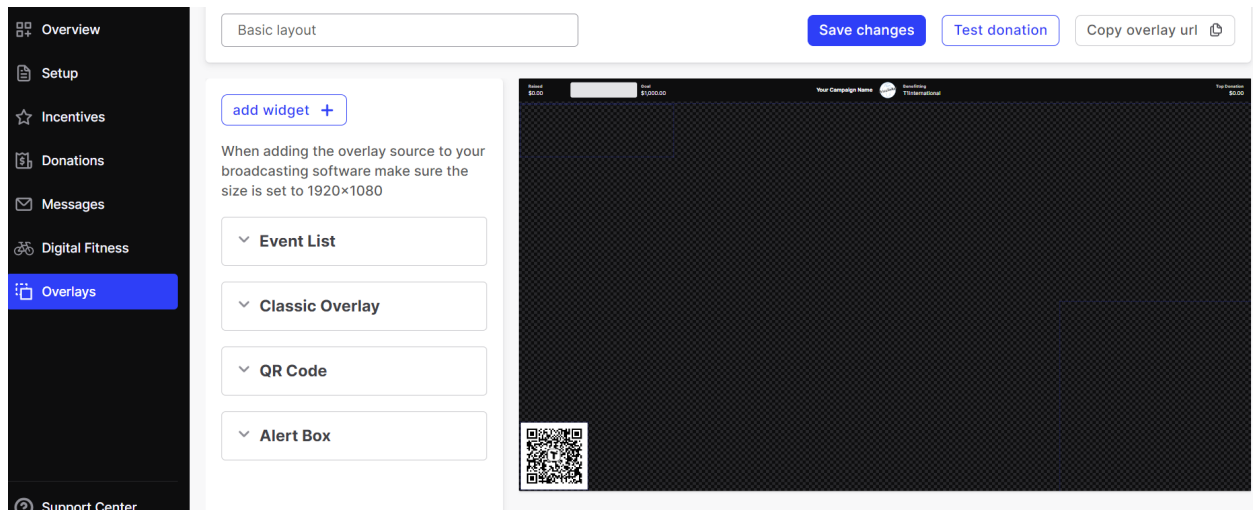 Overview
Setup
Incentives
Donations
Messages
Digital Fitness
Overlays
Support Center
Basic layout
Save changes
Test donation
Copy overlay url
add widget +
When adding the overlay source to your
broadcasting software make sure the
size is set to 1920×1080
Event List
Classic Overlay
QR Code
Alert Box
Raised
$0.00
Goal
$1,000.00
Your Campaign Name
Benefitting
T1International
Top Donation
$0.00